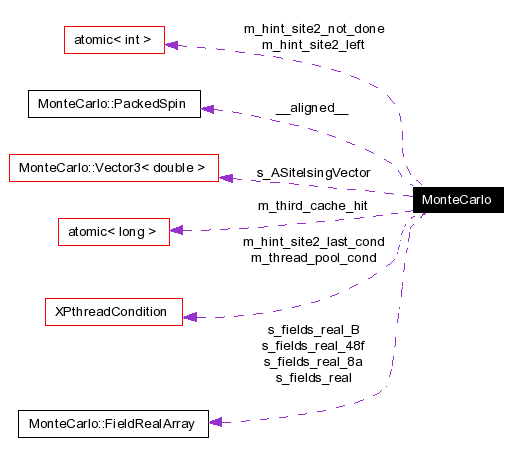 m_hint_site2_not_done
m_hint_site2_left
atomic< int >
MonteCarlo::PackedSpin
__aligned__
MonteCarlo::Vector3< double >
s_ASiteIsingVector
MonteCarlo
m_third_cache_hit
atomic< long >
m_hint_site2_last_cond
m_thread_pool_cond
XPthreadCondition
s_fields_real_B
s_fields_real_48f
s_fields_real_8a
s_fields_real
MonteCarlo::FieldRealArray